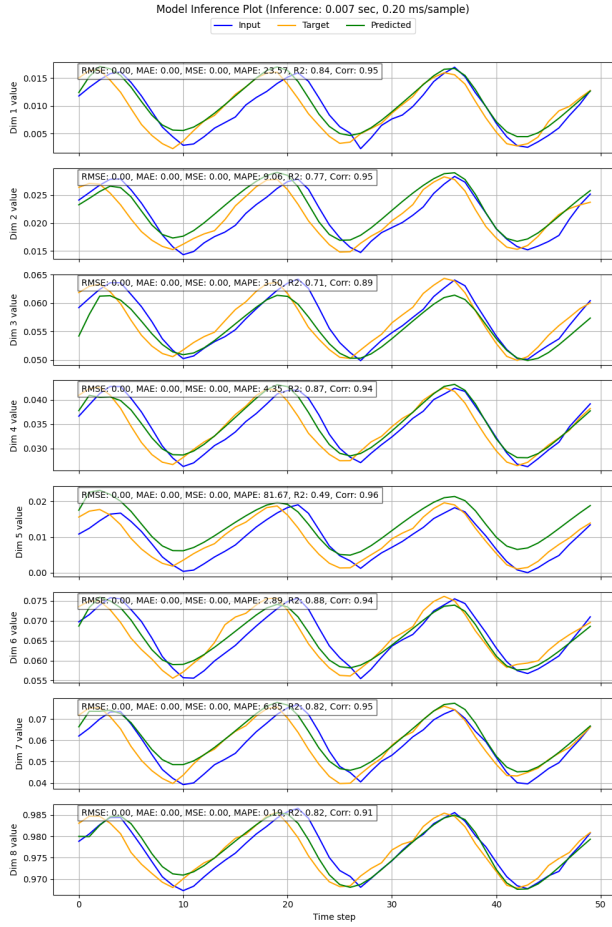 Model Inference Plot (Inference: 0.007 sec, 0.20 ms/sample)
Input Target Predicted
RMSE: 0.00, MAE: 0.00, MSE: 0.00, MAPE: 23.57, R2: 0.84, Corr: 0.95
0.015
0.010
0.005
Dim 1 value
RMSE: 0.00, MAE: 0.00, MSE: 0.00, MAPE: 9.06, R2: 0.77, Corr: 0.95
0.025
0.020
0.015
Dim 2 value
RMSE: 0.00, MAE: 0.00, MSE: 0.00, MAPE: 3.50, R2: 0.71, Corr: 0.89
0.065
0.060
0.055
0.050
Dim 3 value
RMSE: 0.00, MAE: 0.00, MSE: 0.00, MAPE: 4.35, R2: 0.87, Corr: 0.94
0.040
0.035
0.030
Dim 4 value
RMSE: 0.00, MAE: 0.00, MSE: 0.00, MAPE: 81.67, R2: 0.49, Corr: 0.96
0.02
0.01
0.00
Dim 5 value
RMSE: 0.00, MAE: 0.00, MSE: 0.00, MAPE: 2.89, R2: 0.88, Corr: 0.94
0.075
0.070
0.065
0.060
0.055
Dim 6 value
RMSE: 0.00, MAE: 0.00, MSE: 0.00, MAPE: 6.85, R2: 0.82, Corr: 0.95
0.07
0.06
0.05
0.04
Dim 7 value
RMSE: 0.00, MAE: 0.00, MSE: 0.00, MAPE: 0.19, R2: 0.82, Corr: 0.91
0.985
0.980
0.975
0.970
Dim 8 value
0 10 20 30 40 50
Time step